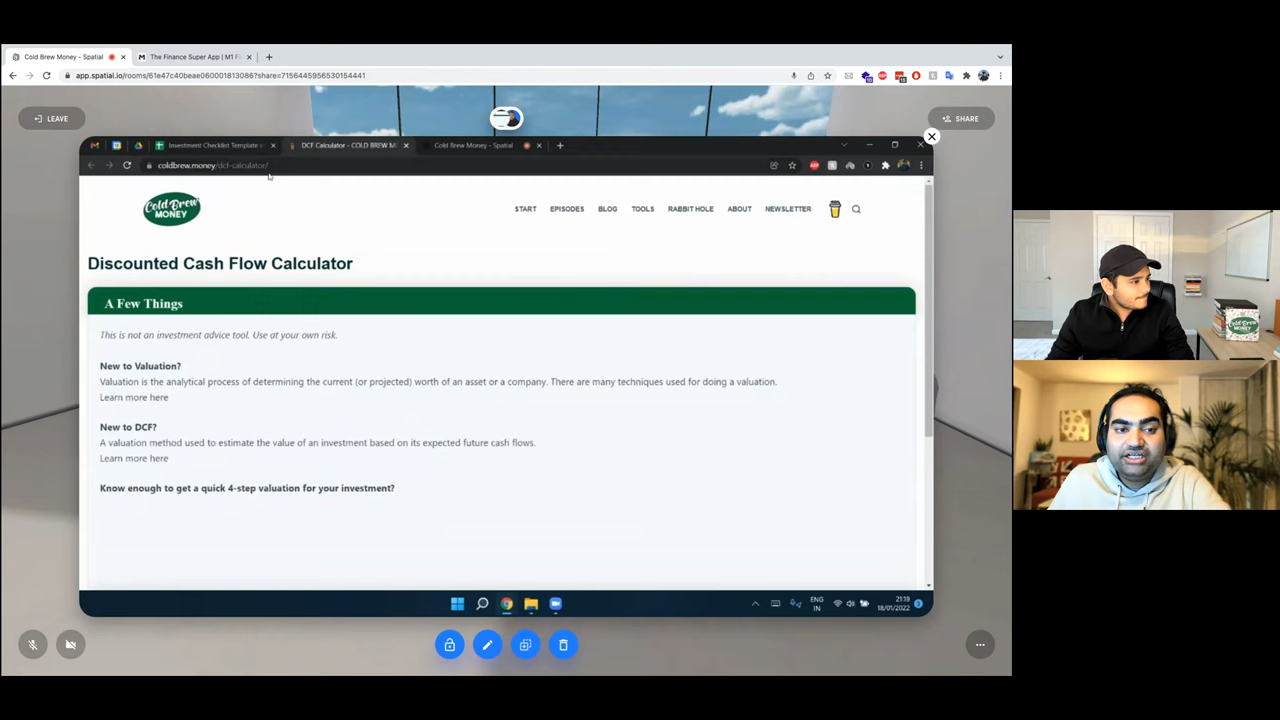 Cold Brew Money - Spatial
The Finance Super App | M1 Fi
app.spatial.io/rooms/61e47c40beae060001813086?share=7156445956530154441
LEAVE
SHARE
Investment Checklist Template v
DCF Calculator - COLD BREW M
Cold Brew Money - Spatial
coldbrew.money/dcf-calculator/
Cold Brew
MONEY
START EPISODES BLOG TOOLS RABBIT HOLE ABOUT NEWSLETTER
Discounted Cash Flow Calculator
A Few Things
This is not an investment advice tool. Use at your own risk.
New to Valuation?
Valuation is the analytical process of determining the current (or projected) worth of an asset or a company. There are many techniques used for doing a valuation.
Learn more here
New to DCF?
A valuation method used to estimate the value of an investment based on its expected future cash flows.
Learn more here
Know enough to get a quick 4-step valuation for your investment?
ENG
IN
21:19
18/01/2022
Cold Brew
MONEY